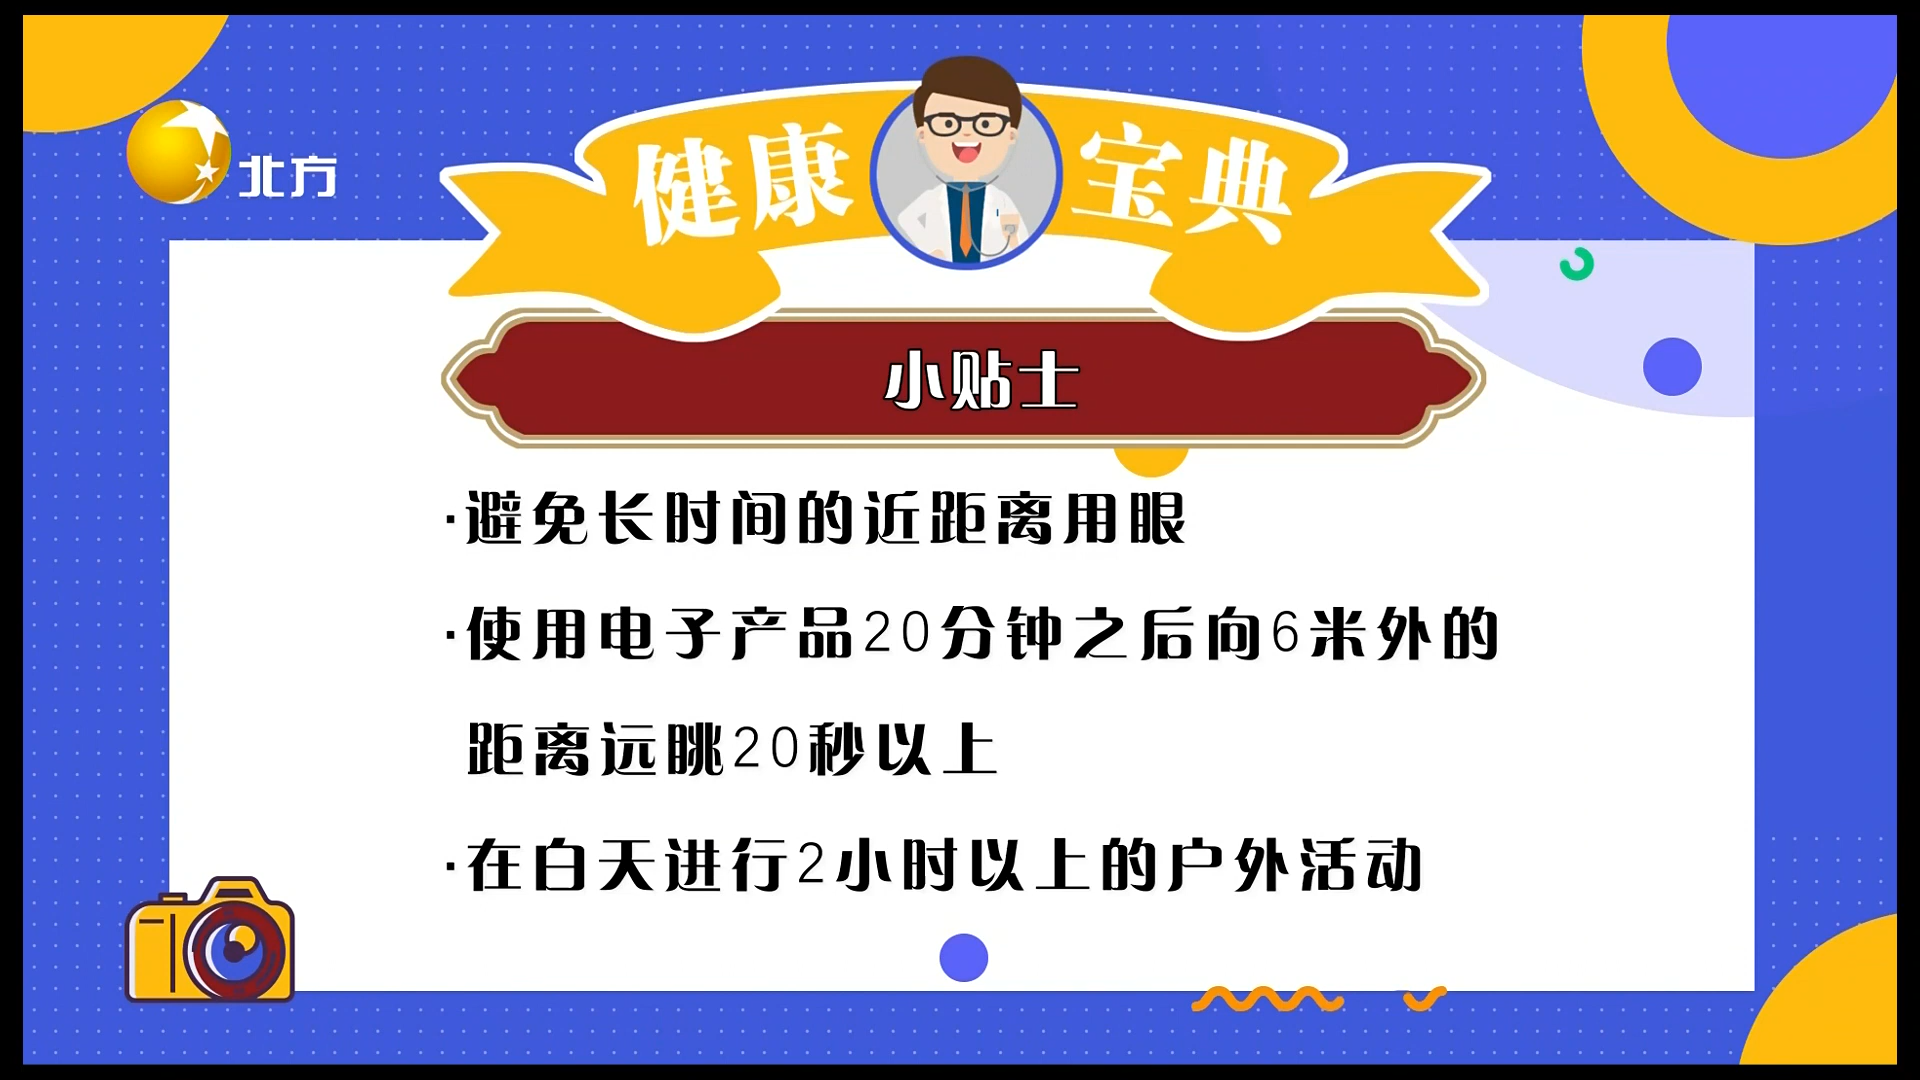 北方
健康宝典
小贴士
·避免长时间的近距离用眼
·使用电子产品20分钟之后向6米外的
距离远眺20秒以上
·在白天进行2小时以上的户外活动